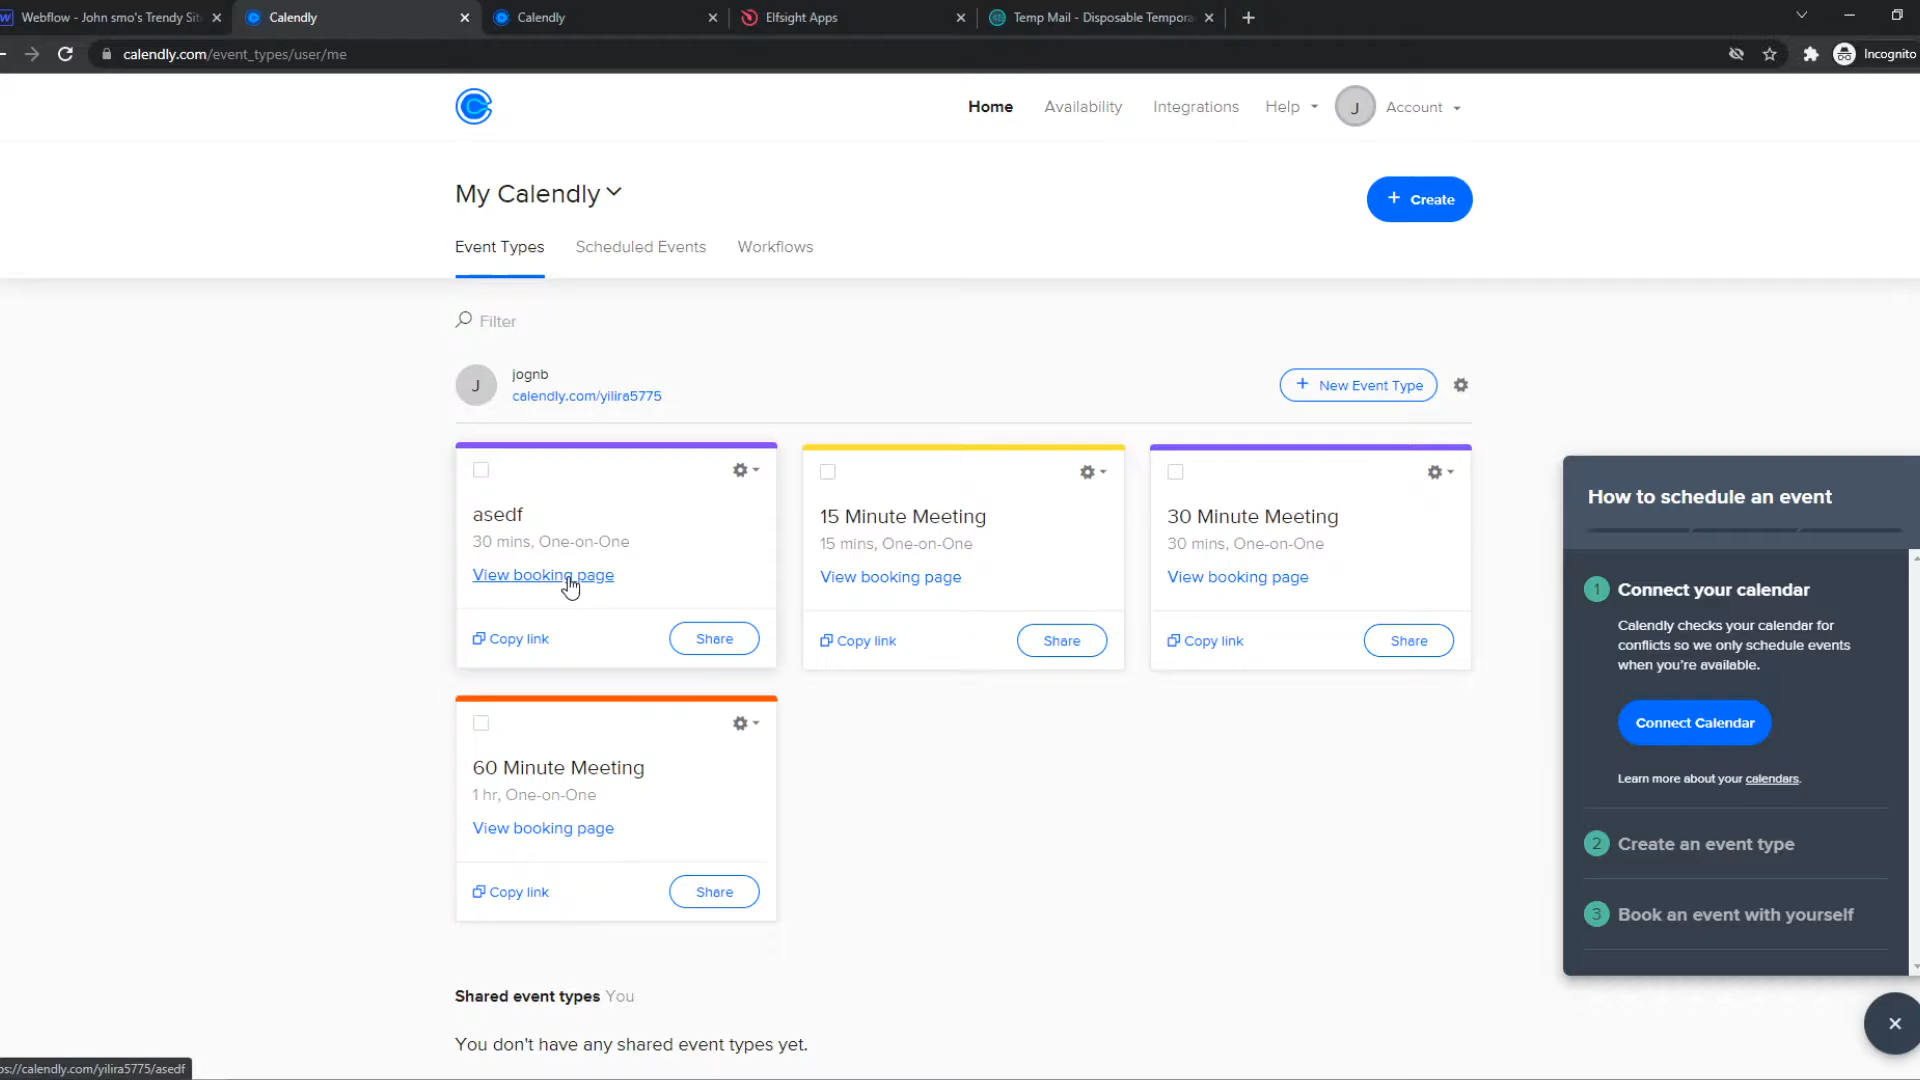 Webflow - John smo's Trendy Sit
Calendly
Calendly
Elfsight Apps
Temp Mail - Disposable Tempora
calendly.com/event_types/user/me
Incognito
Home
Availability
Integrations
Help
J
Account
My Calendly
+ Create
Event Types
Scheduled Events
Workflows
Filter
J
jognb
calendly.com/yilira5775
+ New Event Type
asedf
30 mins, One-on-One
View booking page
Copy link
Share
15 Minute Meeting
15 mins, One-on-One
View booking page
Copy link
Share
30 Minute Meeting
30 mins, One-on-One
View booking page
Copy link
Share
60 Minute Meeting
1 hr, One-on-One
View booking page
Copy link
Share
Shared event types You
You don't have any shared event types yet.
How to schedule an event
1 Connect your calendar
Calendly checks your calendar for
conflicts so we only schedule events
when you're available.
Connect Calendar
Learn more about your calendars.
2 Create an event type
3 Book an event with yourself
ps://calendly.com/yilira5775/asedf